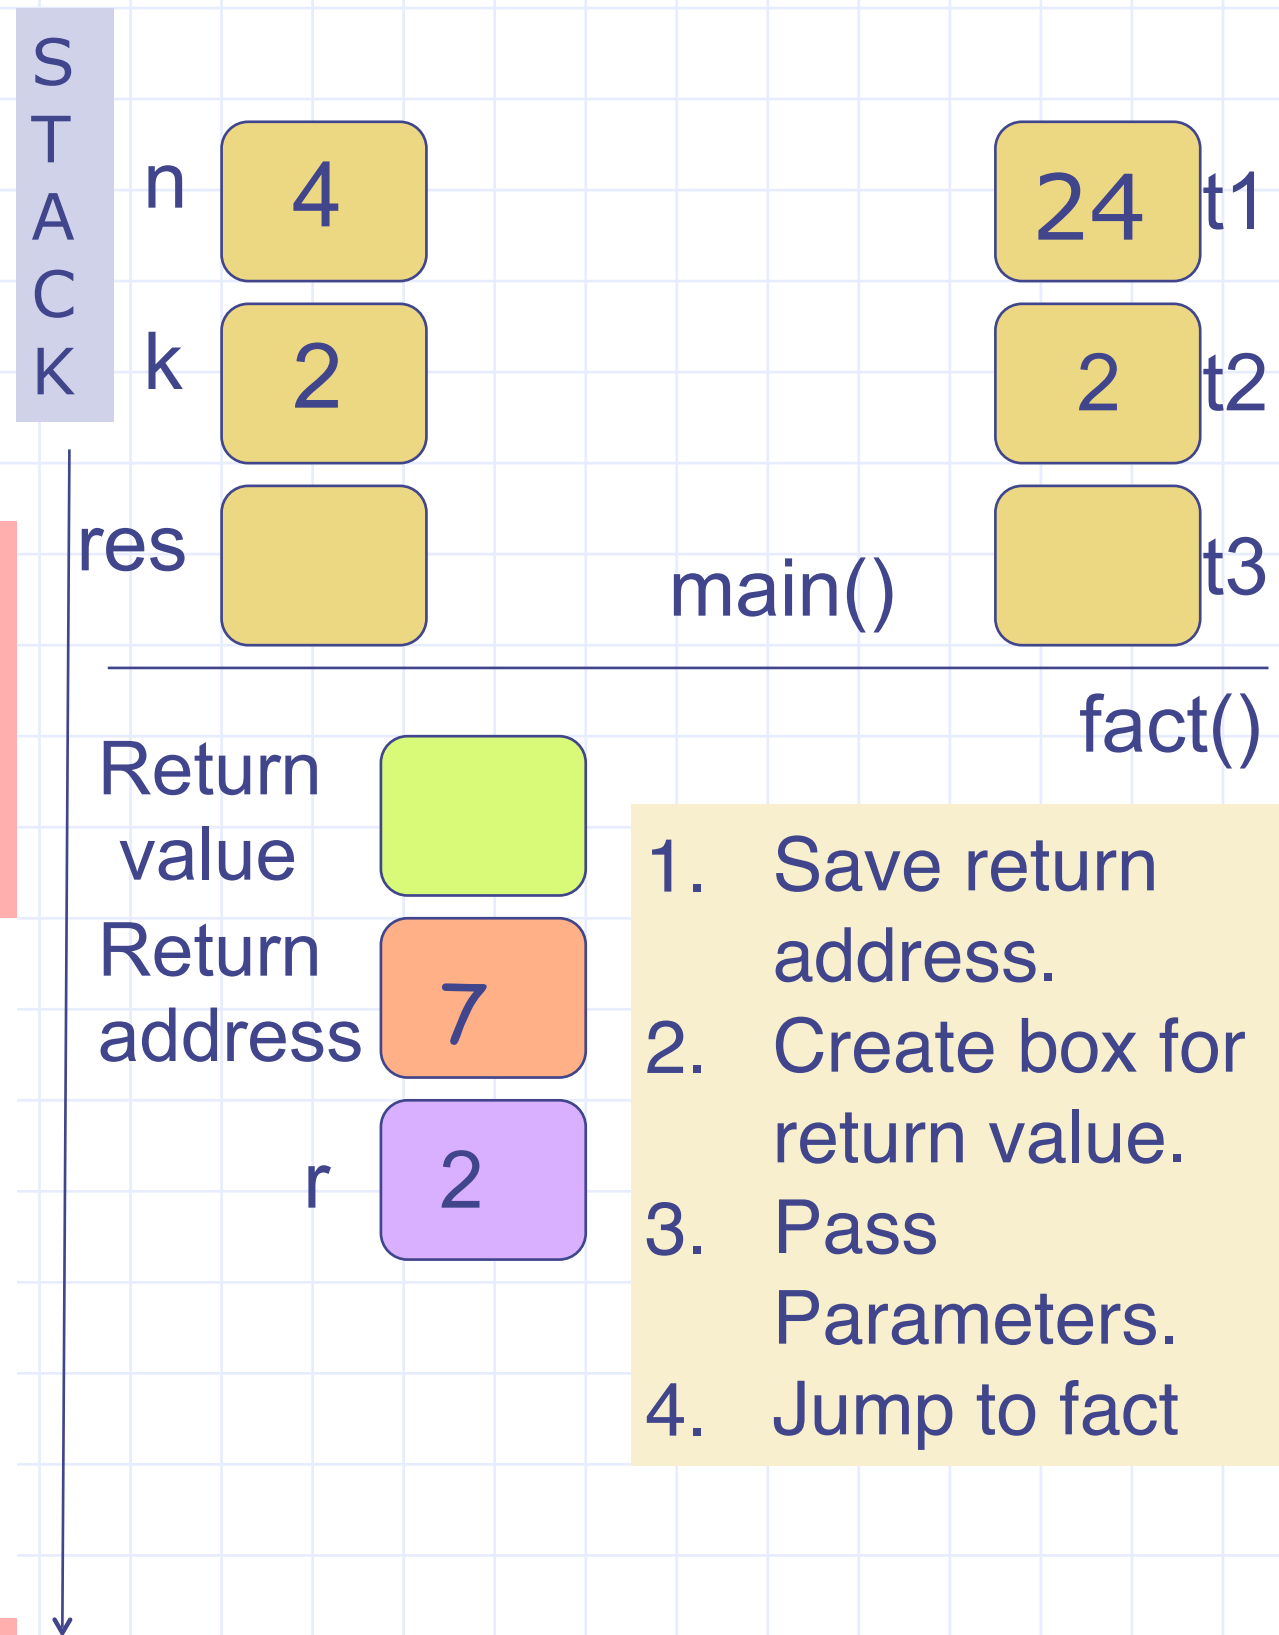 STACK
n 4 24 t1
k 2 2 t2
res main() t3
fact()
Return
value
Return
address 7
r 2
1. Save return
address.
2. Create box for
return value.
3. Pass
Parameters.
4. Jump to fact